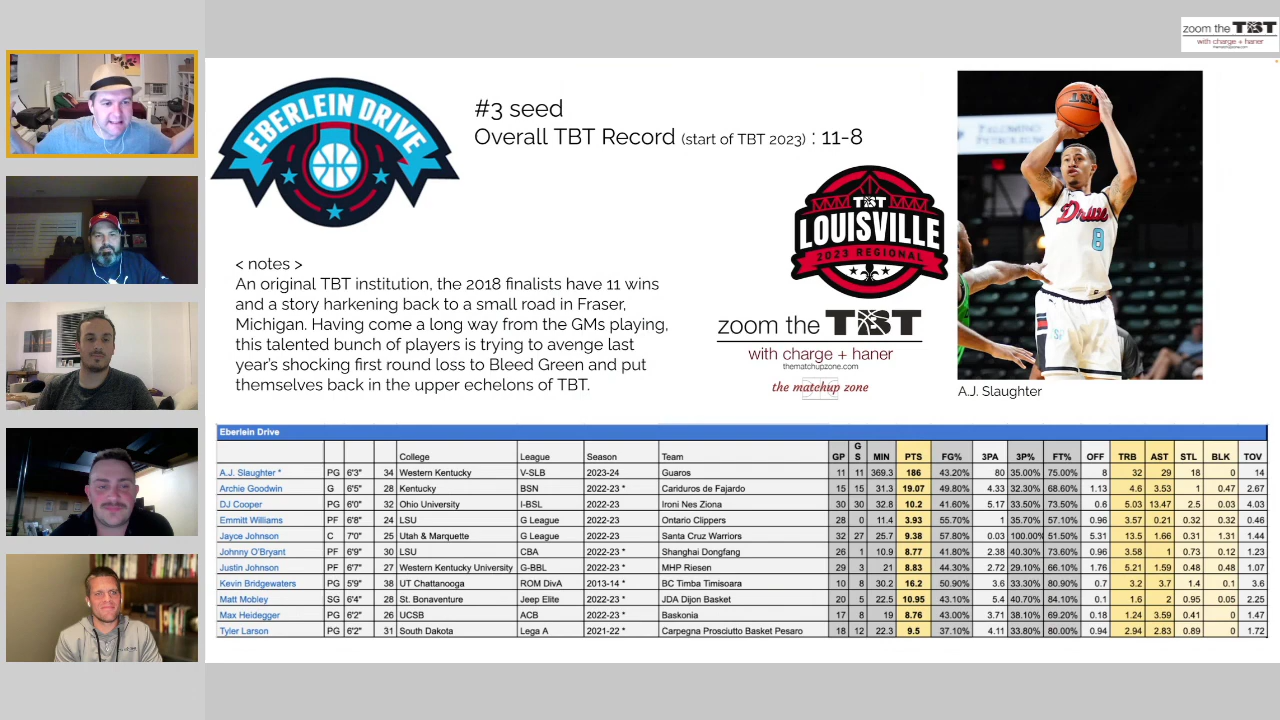 zoom the TBT
with charge + haner
thematchupzone.com
EBERLEIN DRIVE
#3 seed
Overall TBT Record (start of TBT 2023) : 11-8
TBT
LOUISVILLE
2023 REGIONAL
Drive
8
< notes >
An original TBT institution, the 2018 finalists have 11 wins
and a story harkening back to a small road in Fraser,
Michigan. Having come a long way from the GMs playing,
this talented bunch of players is trying to avenge last
year's shocking first round loss to Bleed Green and put
themselves back in the upper echelons of TBT.
zoom the TBT
with charge + haner
thematchupzone.com
the matchup zone
A.J. Slaughter
Eberlein Drive
College League Season Team GP GS MIN PTS FG% 3PA 3P% FT% OFF TRB AST STL BLK TOV
A.J. Slaughter * PG 6'3" 34 Western Kentucky V-SLB 2023-24 Guaros 11 11 369.3 186 43.20% 80 35.00% 75.00% 8 32 29 18 0 14
Archie Goodwin G 6'5" 28 Kentucky BSN 2022-23 * Cariduros de Fajardo 15 15 31.3 19.07 49.80% 4.33 32.30% 68.60% 1.13 4.6 3.53 1 0.47 2.67
DJ Cooper PG 6'0" 32 Ohio University I-BSL 2022-23 Ironi Nes Ziona 30 30 32.8 10.2 41.60% 5.17 33.50% 73.50% 0.6 5.03 13.47 2.5 0.03 4.03
Emmitt Williams PF 6'8" 24 LSU G League 2022-23 Ontario Clippers 28 0 11.4 3.93 55.70% 1 35.70% 57.10% 0.96 3.57 0.21 0.32 0.32 0.46
Jayce Johnson C 7'0" 25 Utah & Marquette G League 2022-23 Santa Cruz Warriors 32 27 25.7 9.38 57.80% 0.03 100.00% 51.50% 5.31 13.5 1.66 0.31 1.31 1.44
Johnny O'Bryant PF 6'9" 30 LSU CBA 2022-23 * Shanghai Dongfang 26 1 10.9 8.77 41.80% 2.38 40.30% 73.60% 0.96 3.58 1 0.73 0.12 1.23
Justin Johnson PF 6'7" 27 Western Kentucky University G-BBL 2022-23 * MHP Riesen 29 3 21 8.83 44.30% 2.72 29.10% 66.10% 1.76 5.21 1.59 0.48 0.48 1.07
Kevin Bridgewaters PG 5'9" 38 UT Chattanooga ROM DivA 2013-14 * BC Timba Timisoara 10 8 30.2 16.2 50.90% 3.6 33.30% 80.90% 0.7 3.2 3.7 1.4 0.1 3.6
Matt Mobley SG 6'4" 28 St. Bonaventure Jeep Elite 2022-23 * JDA Dijon Basket 20 5 22.5 10.95 43.10% 5.4 40.70% 84.10% 0.1 1.6 2 0.95 0.05 2.25
Max Heidegger PG 6'2" 26 UCSB ACB 2022-23 * Baskonia 17 8 19 8.76 43.00% 3.71 38.10% 69.20% 0.18 1.24 3.59 0.41 0 1.47
Tyler Larson PG 6'2" 31 South Dakota Lega A 2021-22 * Carpegna Prosciutto Basket Pesaro 18 12 22.3 9.5 37.10% 4.11 33.80% 80.00% 0.94 2.94 2.83 0.89 0 1.72